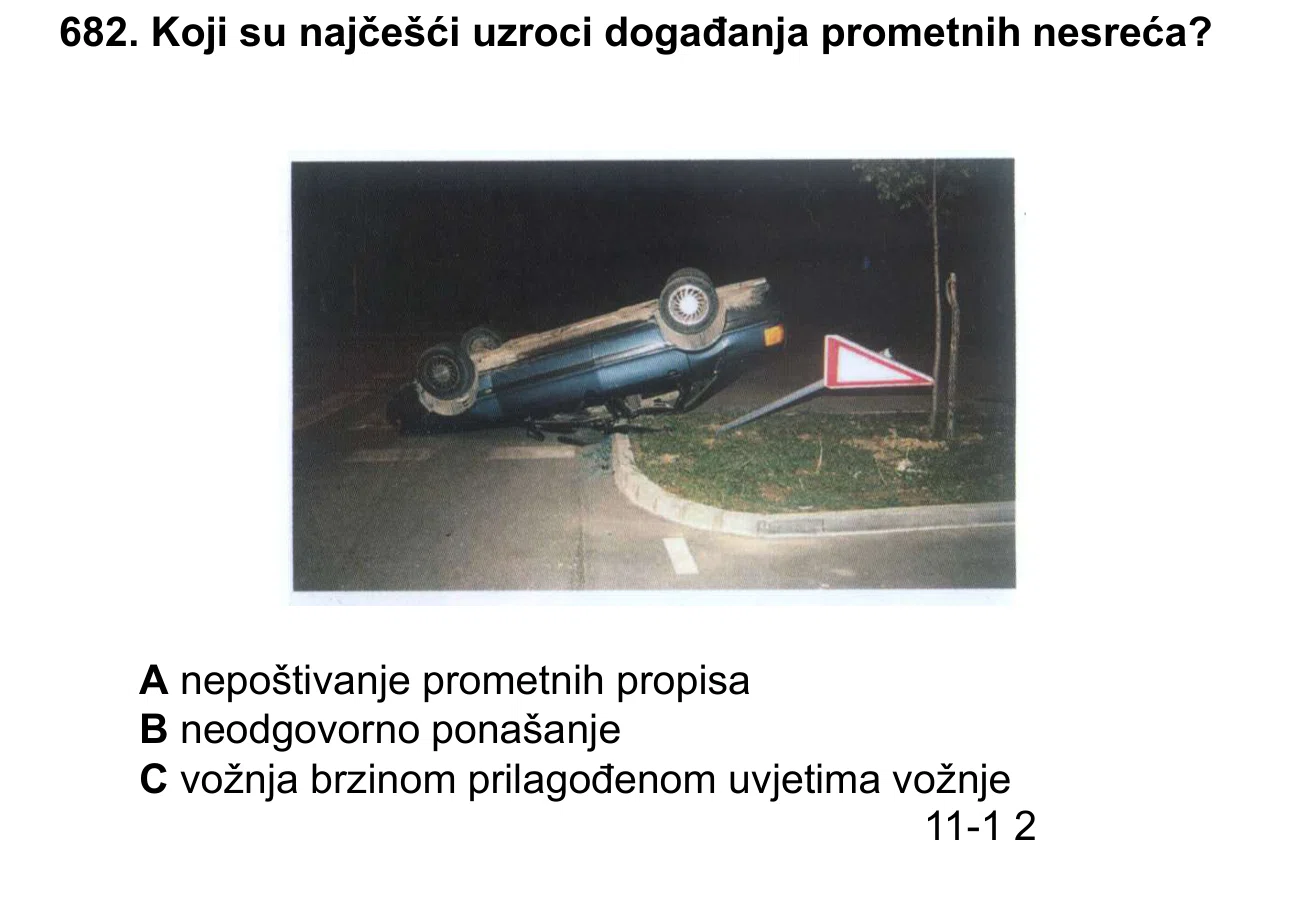 682. Koji su najčešći uzroci događanja prometnih nesreća?
A nepoštivanje prometnih propisa
B neodgovorno ponašanje
C vožnja brzinom prilagođenom uvjetima vožnje
11-1 2